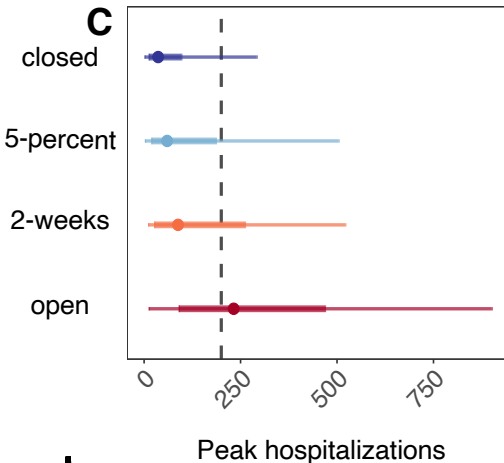 C
closed
5-percent
2-weeks
open
0
250
500
750
Peak hospitalizations